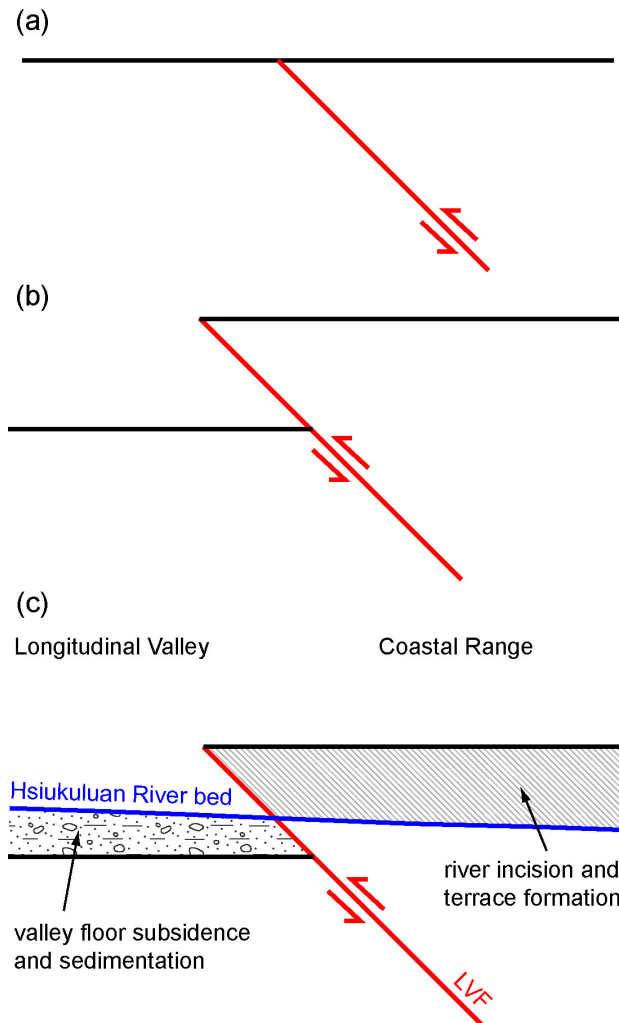 (a)
(b)
(c)
Longitudinal Valley
Coastal Range
Hsiukuluan River bed
river incision and
terrace formation
valley floor subsidence
and sedimentation
LVF